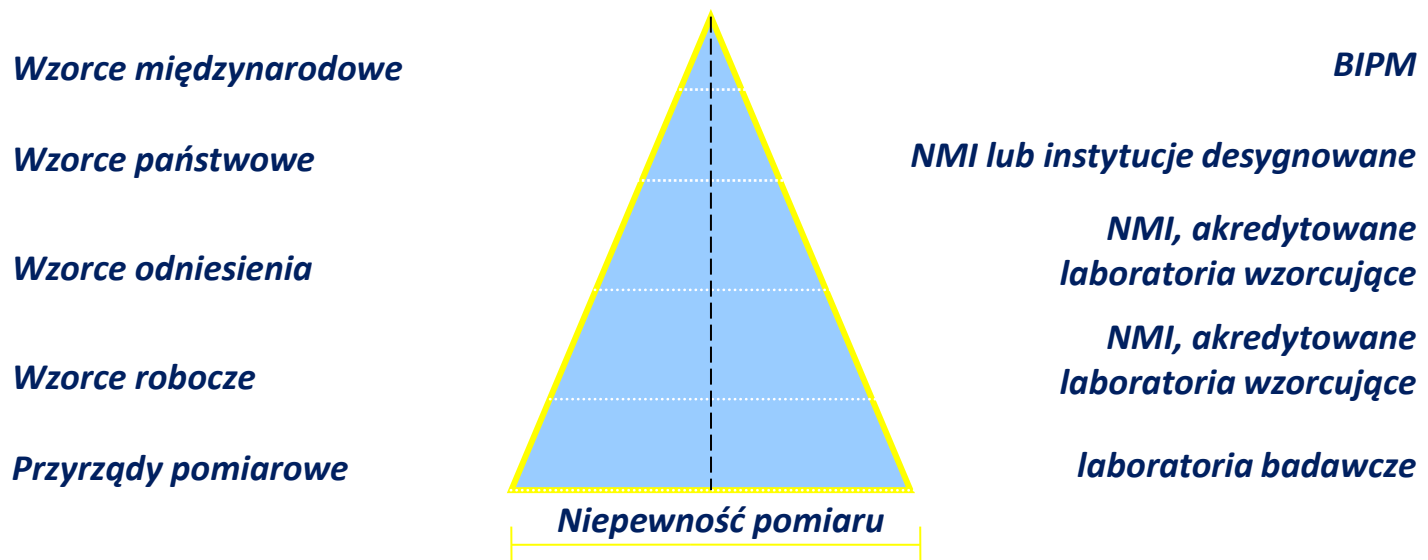 Wzorce międzynarodowe
BIPM
Wzorce państwowe
NMI lub instytucje desygnowane
Wzorce odniesienia
NMI, akredytowane
laboratoria wzorcujące
Wzorce robocze
NMI, akredytowane
laboratoria wzorcujące
Przyrządy pomiarowe
laboratoria badawcze
Niepewność pomiaru